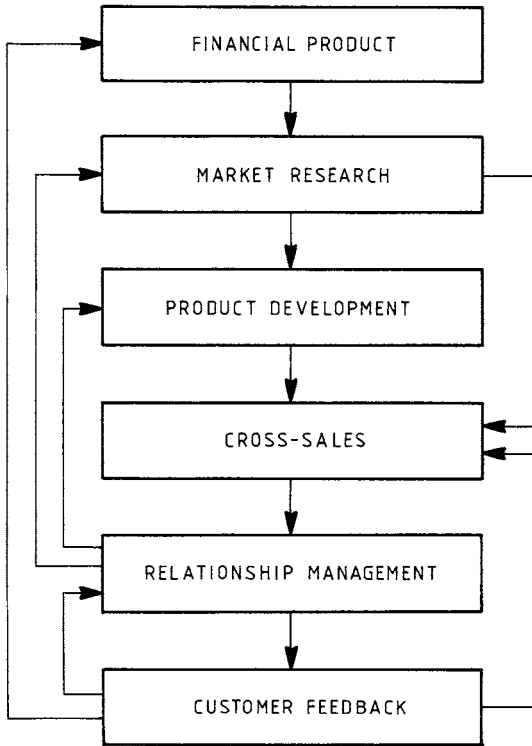 FINANCIAL PRODUCT
MARKET RESEARCH
PRODUCT DEVELOPMENT
CROSS-SALES
RELATIONSHIP MANAGEMENT
CUSTOMER FEEDBACK